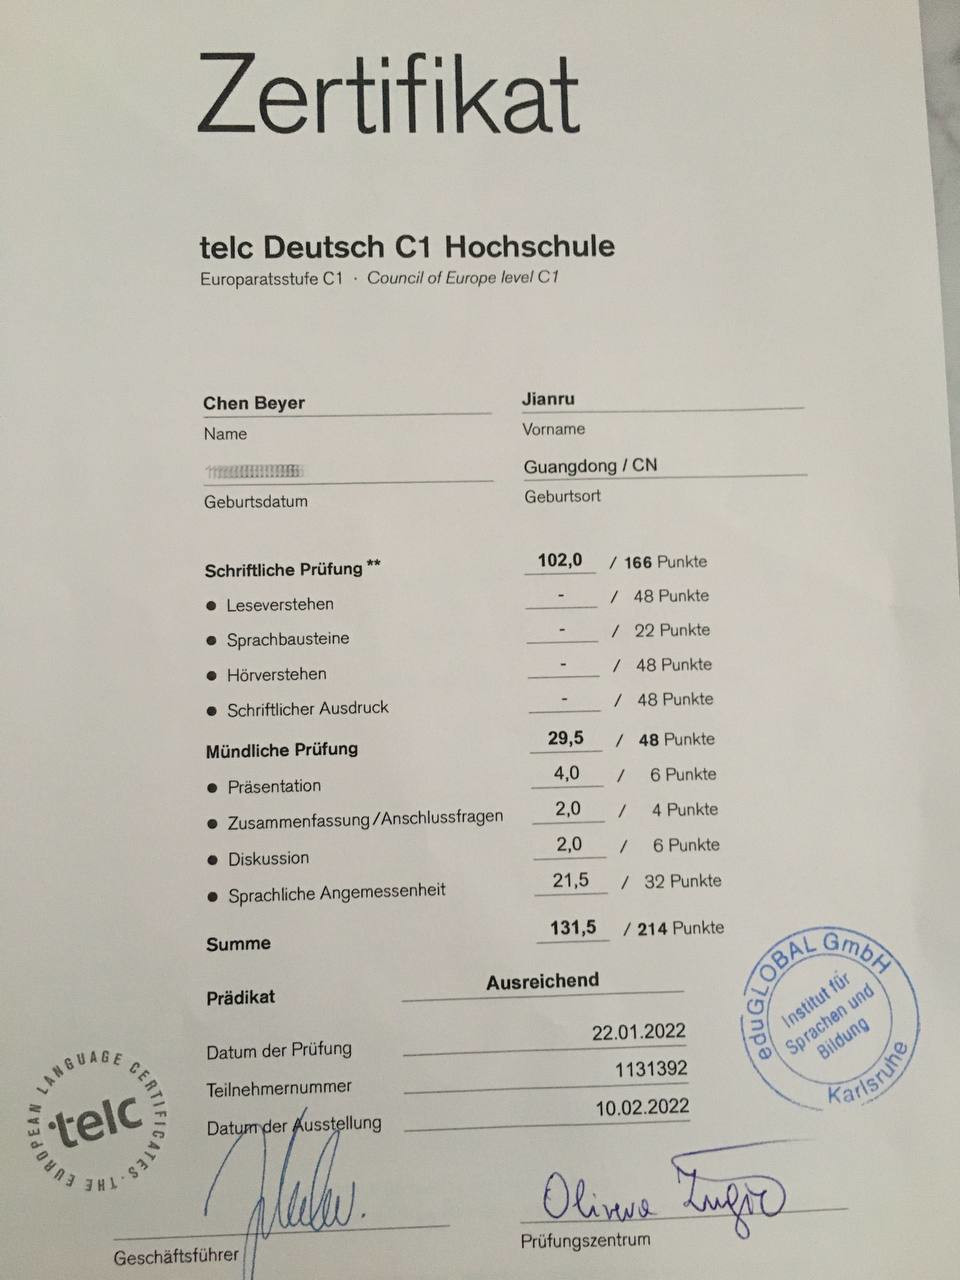 Zertifikat
telc Deutsch C1 Hochschule
Europaratsstufe C1 · Council of Europe level C1
Chen Beyer Jianru
Name Vorname
Guangdong / CN
Geburtsdatum Geburtsort
Schriftliche Prüfung ** 102,0 / 166 Punkte
● Leseverstehen - / 48 Punkte
● Sprachbausteine - / 22 Punkte
● Hörverstehen - / 48 Punkte
● Schriftlicher Ausdruck - / 48 Punkte
Mündliche Prüfung 29,5 / 48 Punkte
● Präsentation 4,0 / 6 Punkte
● Zusammenfassung/Anschlussfragen 2,0 / 4 Punkte
● Diskussion 2,0 / 6 Punkte
● Sprachliche Angemessenheit 21,5 / 32 Punkte
Summe 131,5 / 214 Punkte
Prädikat Ausreichend
Datum der Prüfung 22.01.2022
Teilnehmernummer 1131392
Datum der Ausstellung 10.02.2022
eduGLOBAL GmbH
Institut für
Sprachen und
Bildung
Karlsruhe
THE EUROPEAN LANGUAGE CERTIFICATES ·
telc
Olivera
Geschäftsführer Prüfungszentrum